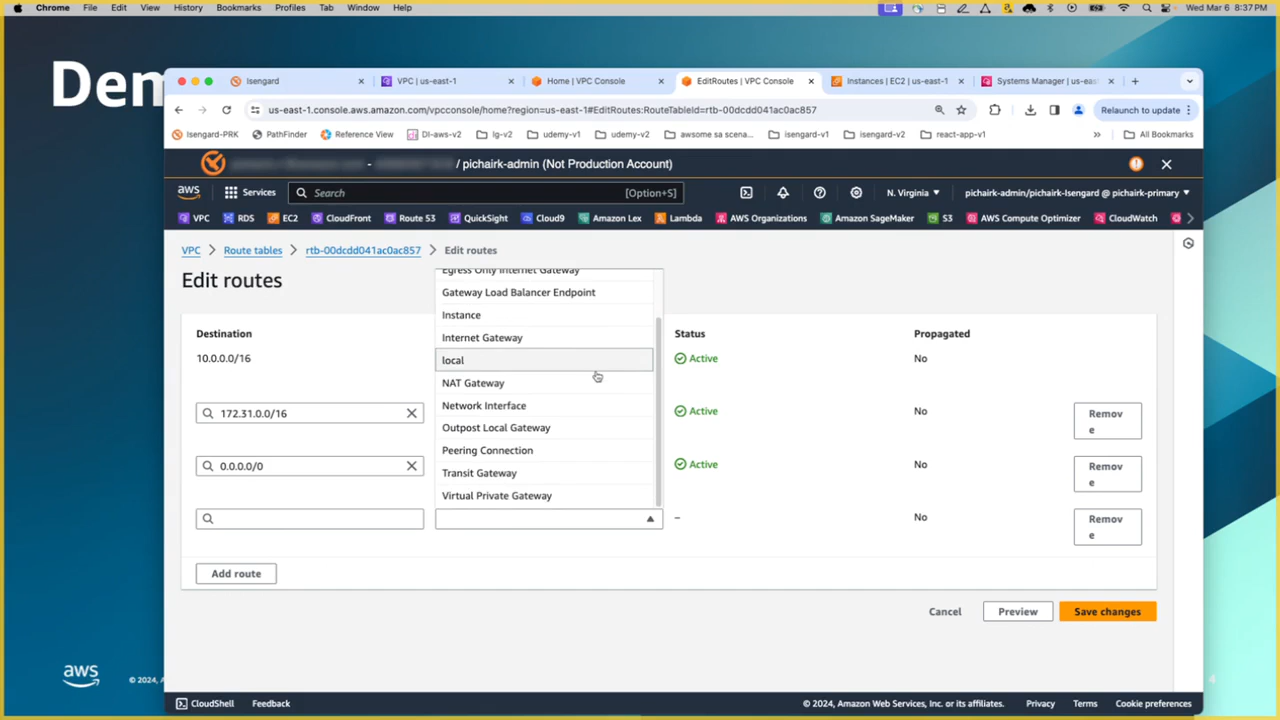 Chrome File Edit View History Bookmarks Profiles Tab Window Help Wed Mar 6 8:37 PM
Dem
Isengard VPC | us-east-1 Home | VPC Console EditRoutes | VPC Console Instances | EC2 | us-east-1 Systems Manager | us-eas
us-east-1.console.aws.amazon.com/vpcconsole/home?region=us-east-1#EditRoutes:RouteTableId=rtb-00dcdd041ac0ac857 Relaunch to update
Isengard-PRK PathFinder Reference View DI-aws-v2 lg-v2 udemy-v1 udemy-v2 awsome sa scena... isengard-v1 isengard-v2 react-app-v1 » All Bookmarks
/ pichairk-admin (Not Production Account)
aws Services Search [Option+S] N. Virginia pichairk-admin/pichairk-Isengard @ pichairk-primary
VPC RDS EC2 CloudFront Route 53 QuickSight Cloud9 Amazon Lex Lambda AWS Organizations Amazon SageMaker S3 AWS Compute Optimizer CloudWatch
VPC Route tables rtb-00dcdd041ac0ac857 Edit routes
Edit routes
Egress Only Internet Gateway
Gateway Load Balancer Endpoint
Instance
Internet Gateway
local
NAT Gateway
Network Interface
Outpost Local Gateway
Peering Connection
Transit Gateway
Virtual Private Gateway
Destination Status Propagated
10.0.0.0/16 Active No
172.31.0.0/16 Active No Remov
e
0.0.0.0/0 Active No Remov
e
– No Remov
e
Add route
Cancel Preview Save changes
aws © 2024, 4
CloudShell Feedback © 2024, Amazon Web Services, Inc. or its affiliates. Privacy Terms Cookie preferences